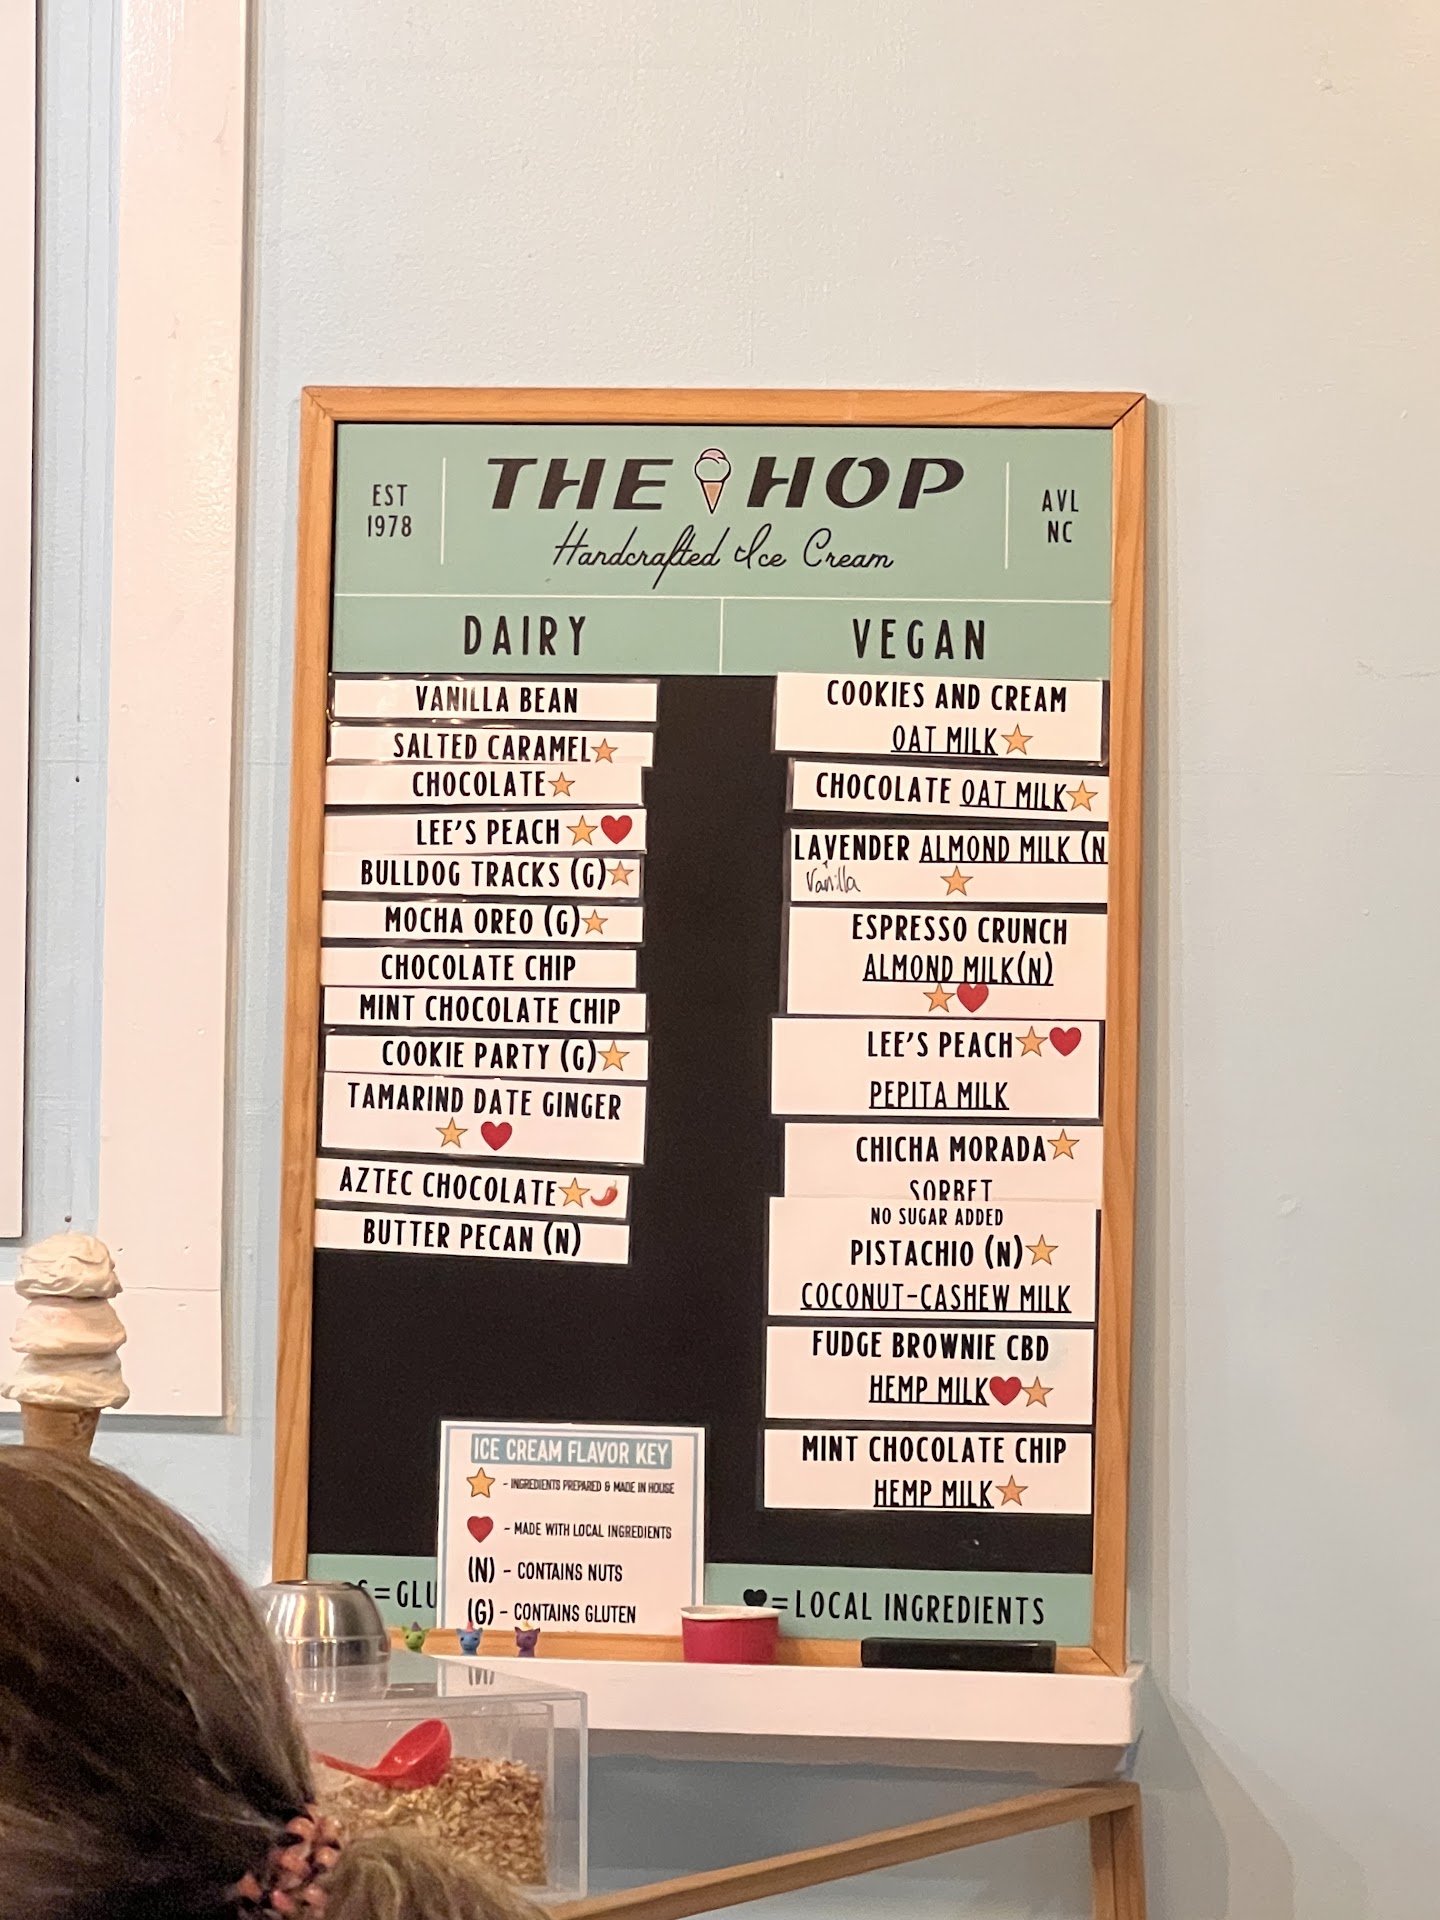 EST
1978
THE HOP
Handcrafted Ice Cream
AVL
NC
DAIRY
VANILLA BEAN
SALTED CARAMEL
CHOCOLATE
LEE'S PEACH
BULLDOG TRACKS (G)
MOCHA OREO (G)
CHOCOLATE CHIP
MINT CHOCOLATE CHIP
COOKIE PARTY (G)
TAMARIND DATE GINGER
AZTEC CHOCOLATE
BUTTER PECAN (N)
VEGAN
COOKIES AND CREAM
OAT MILK
CHOCOLATE OAT MILK
LAVENDER ALMOND MILK (N
Vanilla
ESPRESSO CRUNCH
ALMOND MILK(N)
LEE'S PEACH
PEPITA MILK
CHICHA MORADA
SORBET
NO SUGAR ADDED
PISTACHIO (N)
COCONUT-CASHEW MILK
FUDGE BROWNIE CBD
HEMP MILK
MINT CHOCOLATE CHIP
HEMP MILK
ICE CREAM FLAVOR KEY
- INGREDIENTS PREPARED & MADE IN HOUSE
- MADE WITH LOCAL INGREDIENTS
(N) - CONTAINS NUTS
(G) - CONTAINS GLUTEN
= GLU
= LOCAL INGREDIENTS